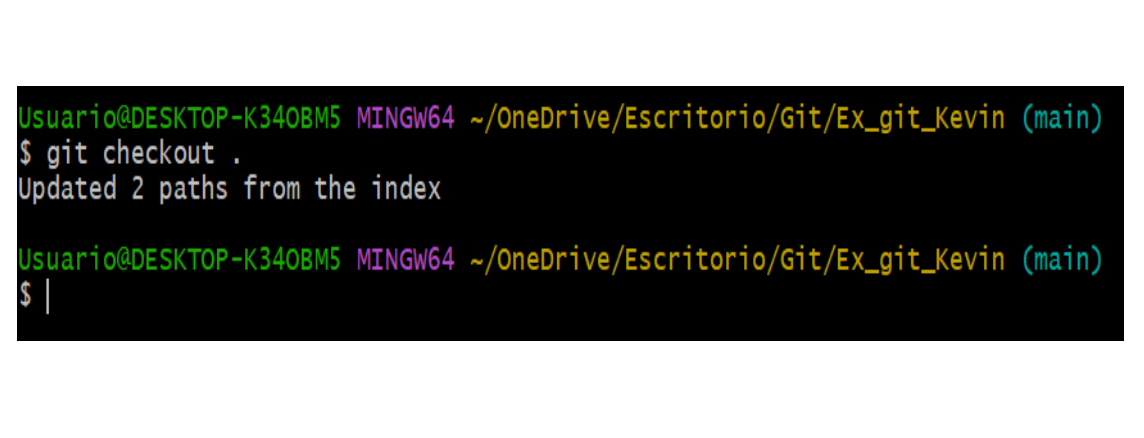 Usuario@DESKTOP-K34OBM5 MINGW64 ~/OneDrive/Escritorio/Git/Ex_git_Kevin (main)
$ git checkout .
Updated 2 paths from the index
Usuario@DESKTOP-K34OBM5 MINGW64 ~/OneDrive/Escritorio/Git/Ex_git_Kevin (main)
$